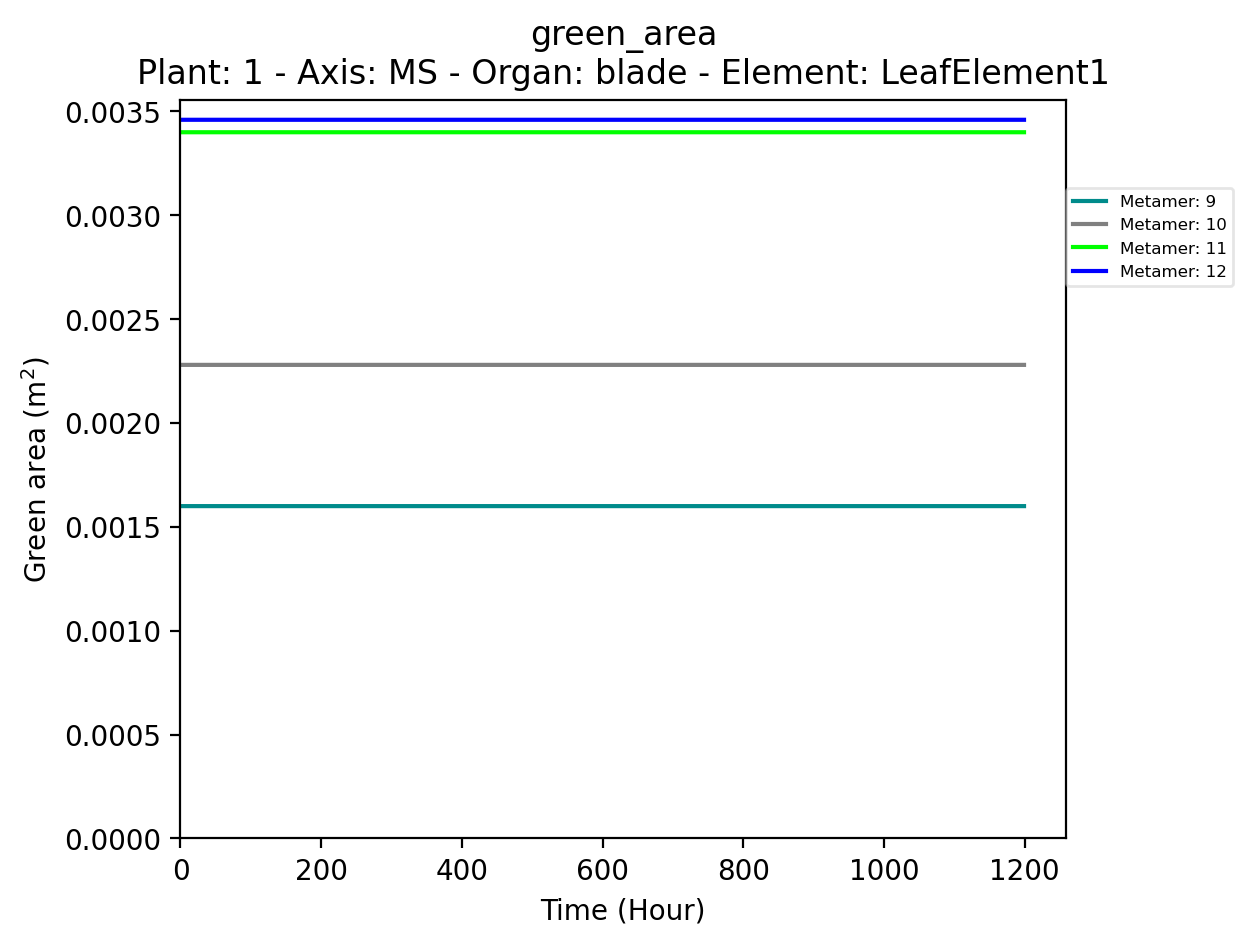 green_area
Plant: 1 - Axis: MS - Organ: blade - Element: LeafElement1
0.0035
0.0030
0.0025
0.0020
0.0015
0.0010
0.0005
0.0000
Green area (m²)
Metamer: 9
Metamer: 10
Metamer: 11
Metamer: 12
0 200 400 600 800 1000 1200
Time (Hour)